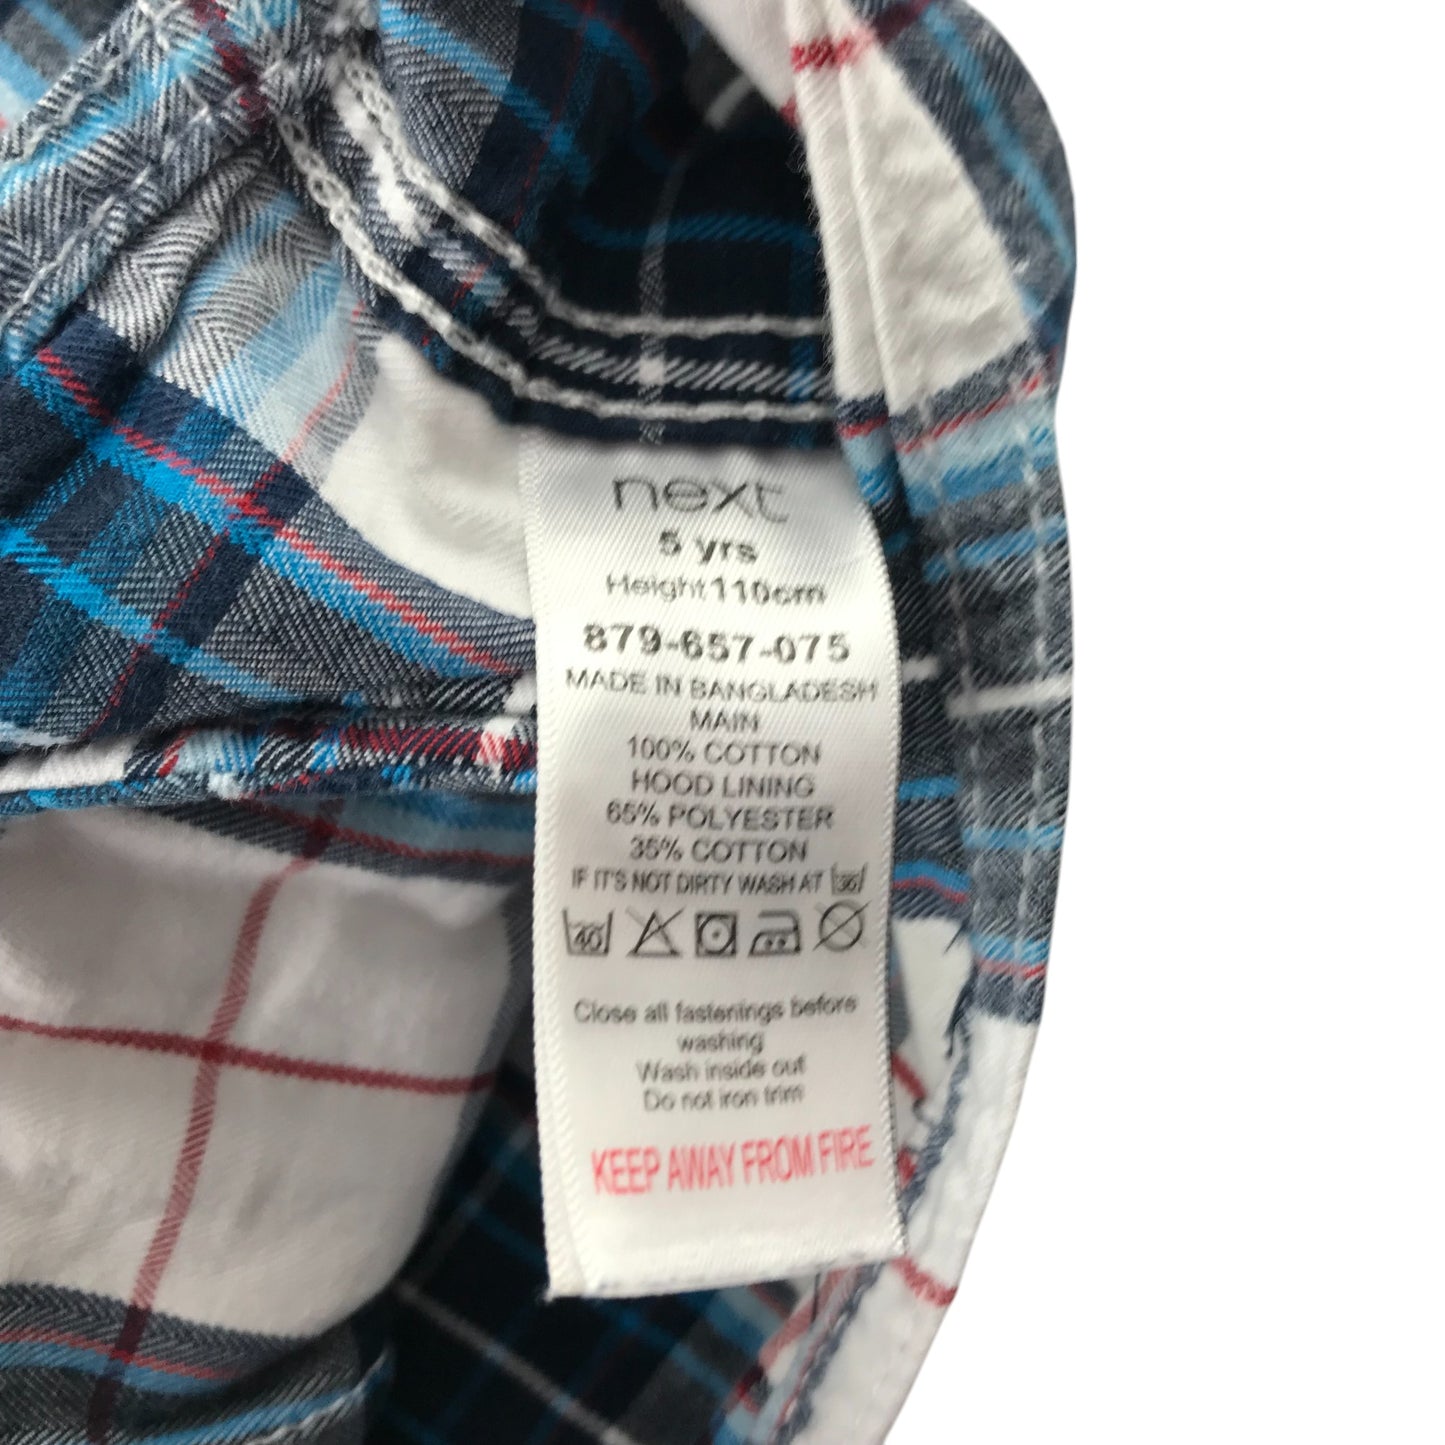 next
5 yrs
Height 110cm
879-657-075
MADE IN BANGLADESH
MAIN
100% COTTON
HOOD LINING
65% POLYESTER
35% COTTON
IF IT'S NOT DIRTY WASH AT 30
40
Close all fastenings before
washing
Wash inside out
Do not iron trim
KEEP AWAY FROM FIRE